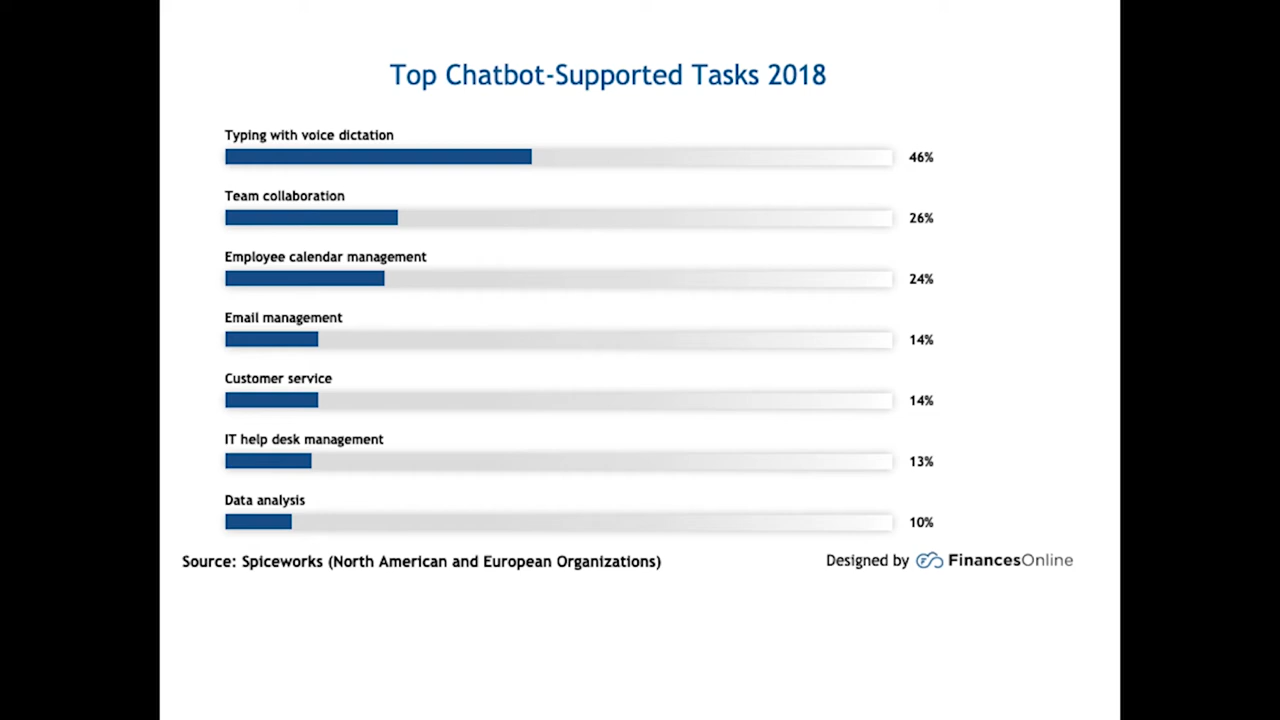 Top Chatbot-Supported Tasks 2018
Typing with voice dictation
46%
Team collaboration
26%
Employee calendar management
24%
Email management
14%
Customer service
14%
IT help desk management
13%
Data analysis
10%
Source: Spiceworks (North American and European Organizations)
Designed by FinancesOnline